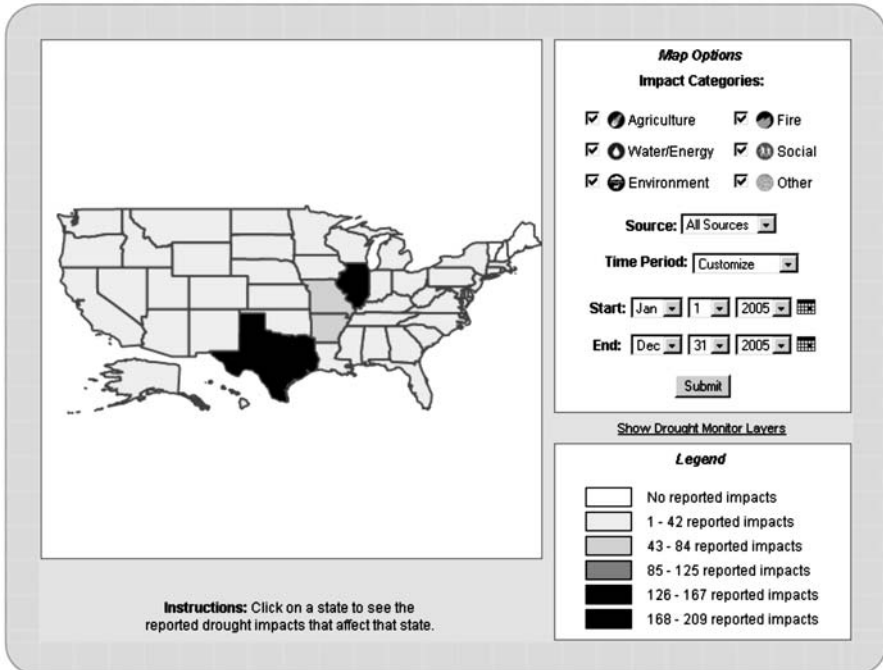 Map Options
Impact Categories:
Agriculture Fire
Water/Energy Social
Environment Other
Source: All Sources
Time Period: Customize
Start: Jan 1 2005
End: Dec 31 2005
Submit
Show Drought Monitor Layers
Legend
No reported impacts
1 - 42 reported impacts
43 - 84 reported impacts
85 - 125 reported impacts
126 - 167 reported impacts
168 - 209 reported impacts
Instructions: Click on a state to see the
reported drought impacts that affect that state.